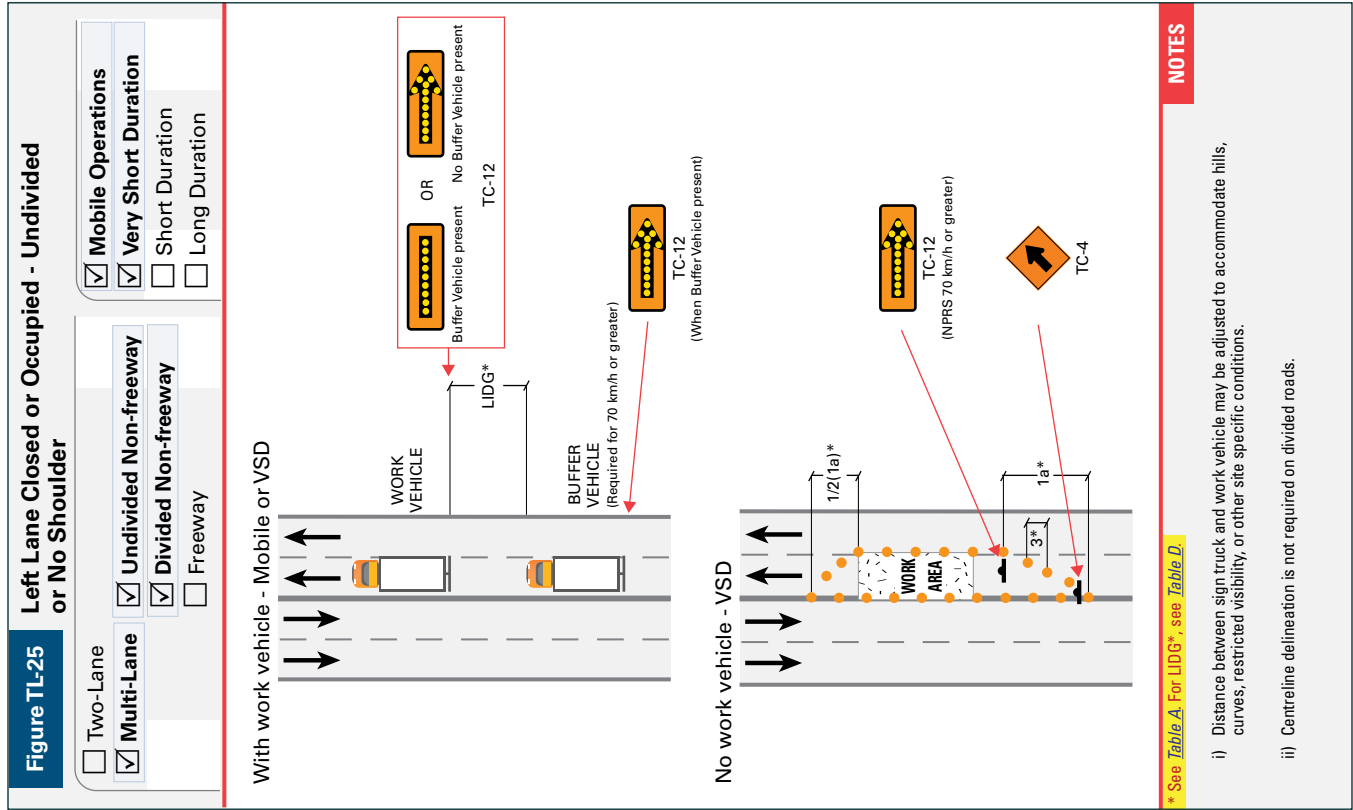 Figure TL-25
Left Lane Closed or Occupied - Undivided
or No Shoulder
Two-Lane
Multi-Lane
Undivided Non-freeway
Divided Non-freeway
Freeway
Mobile Operations
Very Short Duration
Short Duration
Long Duration
With work vehicle - Mobile or VSD
WORK
VEHICLE
LIDG*
BUFFER
VEHICLE
(Required for 70 km/h or greater)
Buffer Vehicle present
OR
No Buffer Vehicle present
TC-12
TC-12
(When Buffer Vehicle present)
No work vehicle - VSD
1/2(1a)*
WORK
AREA
3*
1a*
TC-12
(NPRS 70 km/h or greater)
TC-4
* See Table A. For LIDG*, see Table D.
NOTES
i) Distance between sign truck and work vehicle may be adjusted to accommodate hills,
curves, restricted visibility, or other site specific conditions.
ii) Centreline delineation is not required on divided roads.